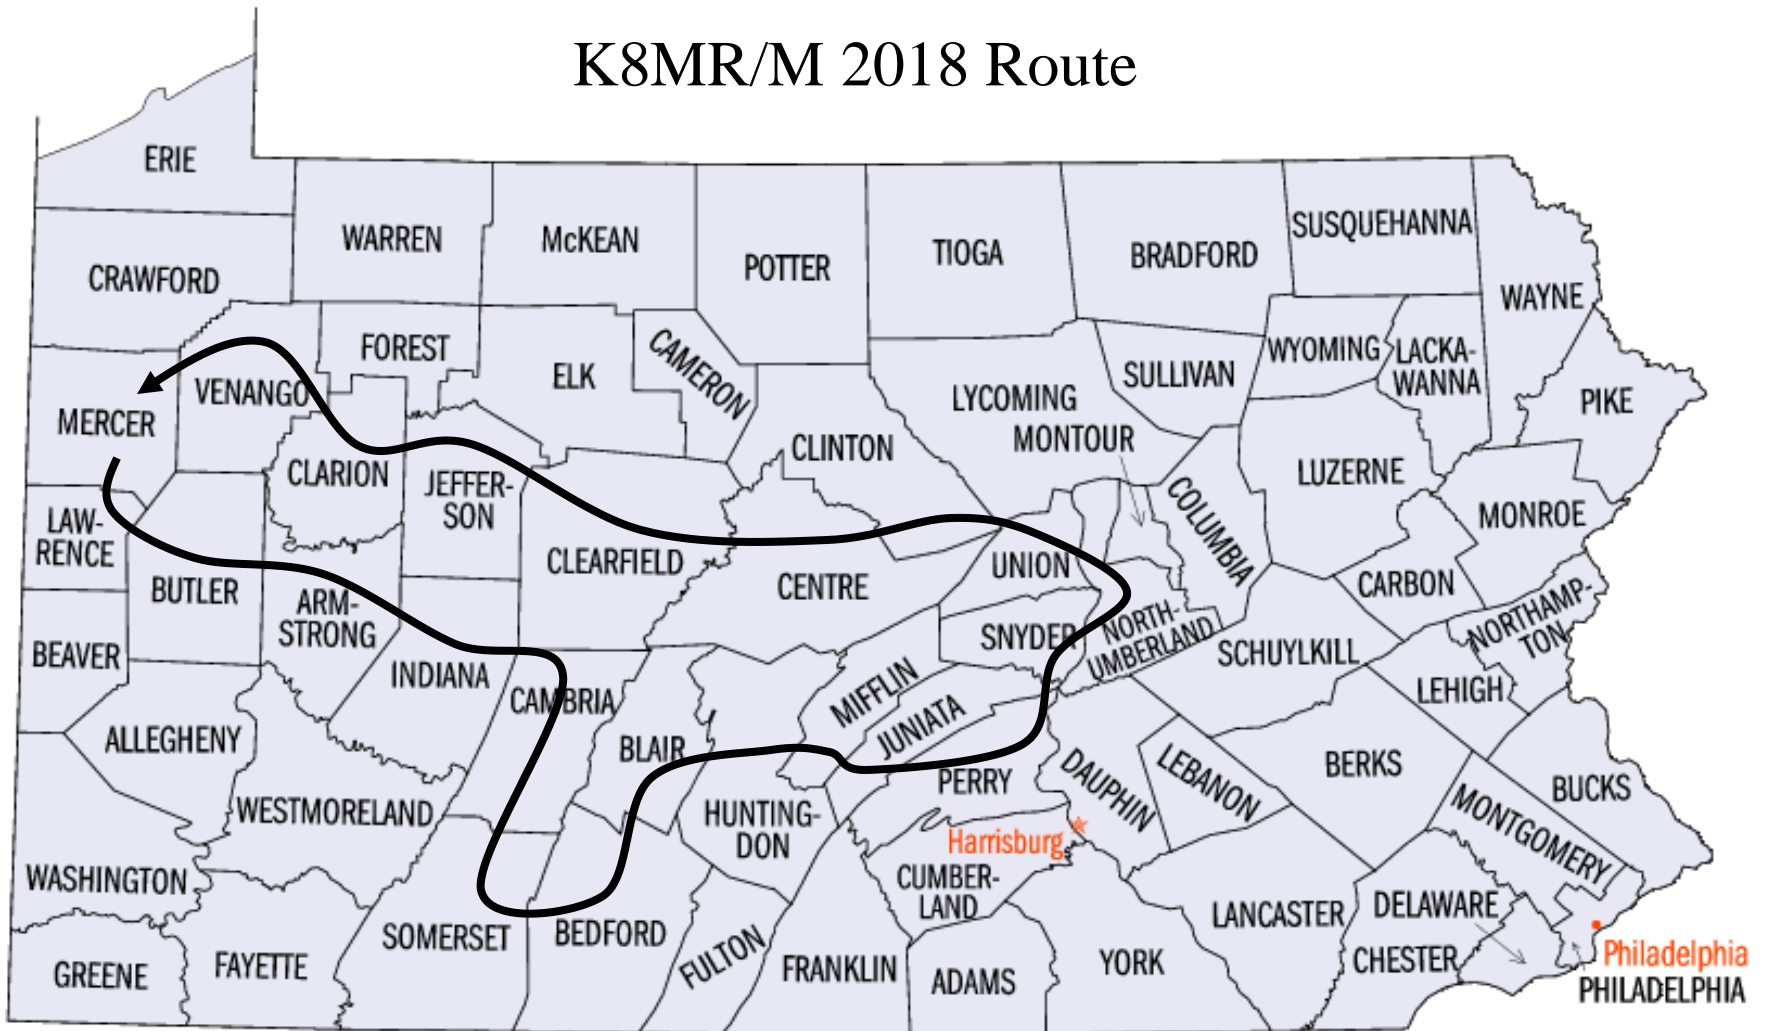 K8MR/M 2018 Route
ERIE
WARREN
McKEAN
POTTER
TIOGA
BRADFORD
SUSQUEHANNA
WAYNE
CRAWFORD
FOREST
ELK
CAMERON
SULLIVAN
WYOMING
LACKA-
WANNA
PIKE
VENANGO
MERCER
LYCOMING
MONTOUR
CLINTON
CLARION
JEFFER-
SON
COLUMBIA
LUZERNE
MONROE
LAW-
RENCE
BUTLER
CLEARFIELD
CENTRE
UNION
CARBON
ARM-
STRONG
NORTHAMP-
TON
BEAVER
INDIANA
SNYDER
NORTH-
UMBERLAND
SCHUYLKILL
LEHIGH
CAMBRIA
MIFFLIN
JUNIATA
ALLEGHENY
BLAIR
PERRY
DAUPHIN
LEBANON
BERKS
BUCKS
WESTMORELAND
HUNTING-
DON
Harrisburg
MONTGOMERY
WASHINGTON
CUMBER-
LAND
LANCASTER
DELAWARE
SOMERSET
BEDFORD
FULTON
FRANKLIN
ADAMS
YORK
CHESTER
Philadelphia
PHILADELPHIA
GREENE
FAYETTE